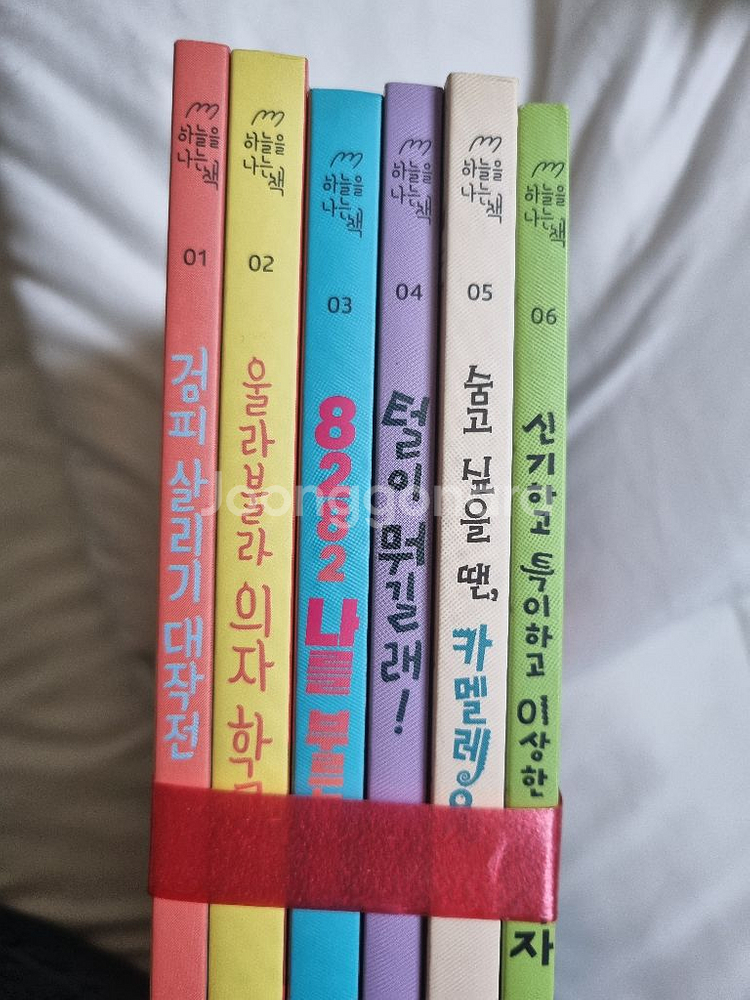 하늘을
나는책
01
겁피 살리기 대작전
하늘을
나는책
02
울라불라 의자
하늘을
나는책
03
8282 나를
하늘을
나는책
04
털이 뭐길래!
하늘을
나는책
05
숨고 싶을 땐,
카멜레
하늘을
나는책
06
신기하고 특이하고 이상한
자